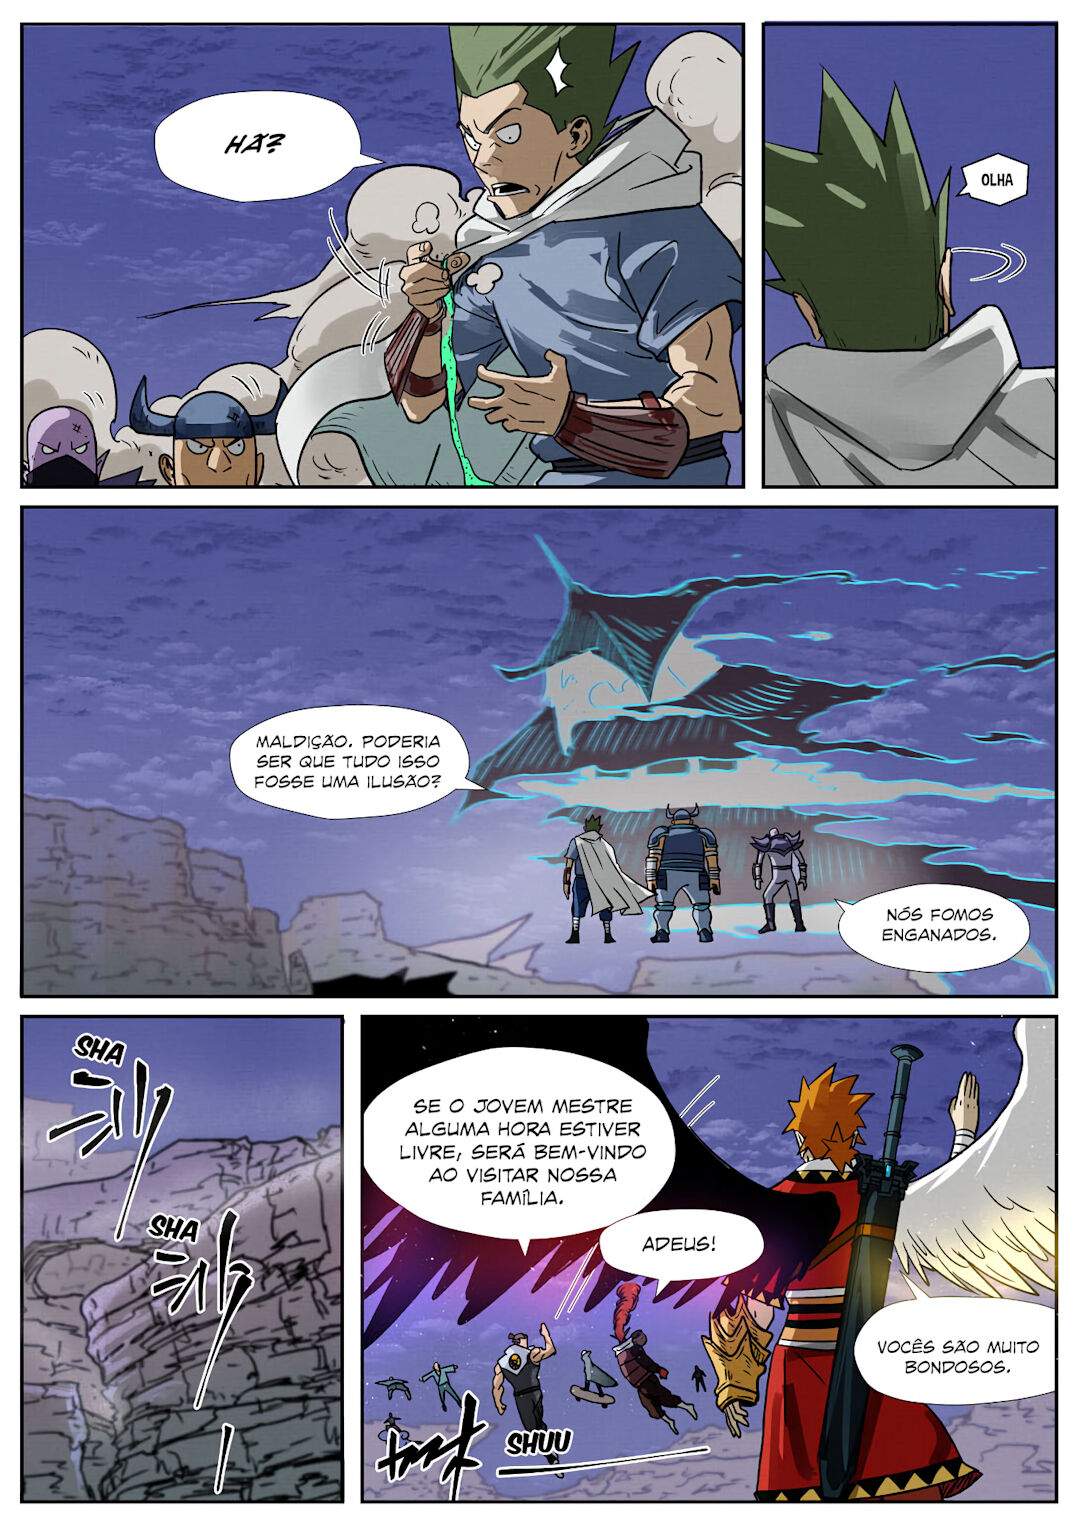 HÃ?
OLHA
MALDIÇÃO. PODERIA
SER QUE TUDO ISSO
FOSSE UMA ILUSÃO?
NÓS FOMOS
ENGANADOS.
SHA
SHA
SE O JOVEM MESTRE
ALGUMA HORA ESTIVER
LIVRE, SERÁ BEM-VINDO
AO VISITAR NOSSA
FAMÍLIA.
ADEUS!
VOCÊS SÃO MUITO
BONDOSOS.
SHUU